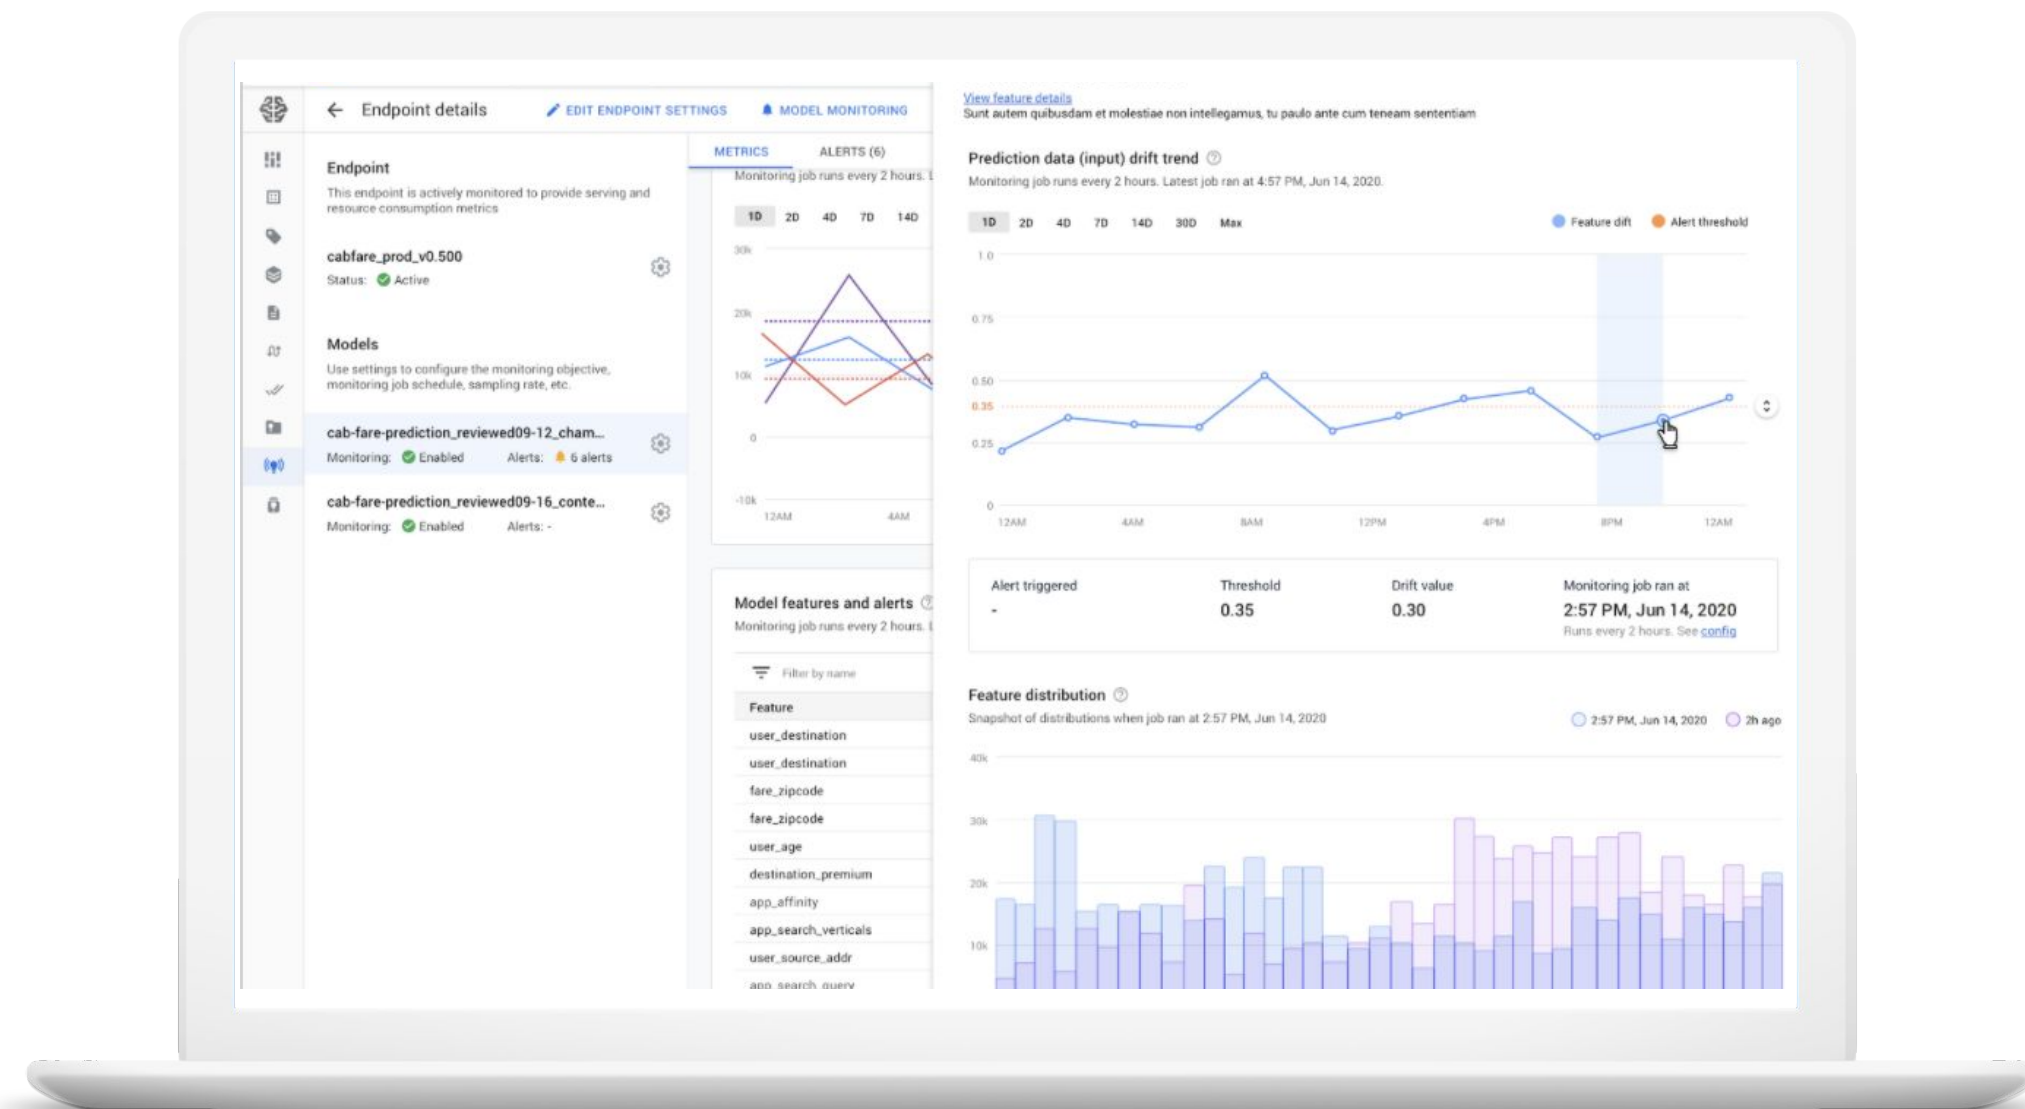 Endpoint details
EDIT ENDPOINT SETTINGS
MODEL MONITORING
Endpoint
This endpoint is actively monitored to provide serving and
resource consumption metrics
cabfare_prod_v0.500
Status: Active
Models
Use settings to configure the monitoring objective,
monitoring job schedule, sampling rate, etc.
cab-fare-prediction_reviewed09-12_cham...
Monitoring: Enabled Alerts: 6 alerts
cab-fare-prediction_reviewed09-16_conte...
Monitoring: Enabled Alerts: -
METRICS ALERTS (6)
Monitoring job runs every 2 hours.
1D 2D 4D 7D 14D
30k
20k
10k
0
-10k
12AM 4AM
Model features and alerts
Monitoring job runs every 2 hours.
Filter by name
Feature
user_destination
user_destination
fare_zipcode
fare_zipcode
user_age
destination_premium
app_affinity
app_search_verticals
user_source_addr
app_search_query
View feature details
Sunt autem quibusdam et molestiae non intellegamus, tu paulo ante cum teneam sententiam
Prediction data (input) drift trend
Monitoring job runs every 2 hours. Latest job ran at 4:57 PM, Jun 14, 2020.
1D 2D 4D 7D 14D 30D Max
Feature dift Alert threshold
1.0
0.75
0.50
0.35
0.25
0
12AM 4AM 8AM 12PM 4PM 8PM 12AM
Alert triggered Threshold Drift value Monitoring job ran at
- 0.35 0.30 2:57 PM, Jun 14, 2020
Runs every 2 hours. See config
Feature distribution
Snapshot of distributions when job ran at 2:57 PM, Jun 14, 2020
2:57 PM, Jun 14, 2020 2h ago
40k
30k
20k
10k